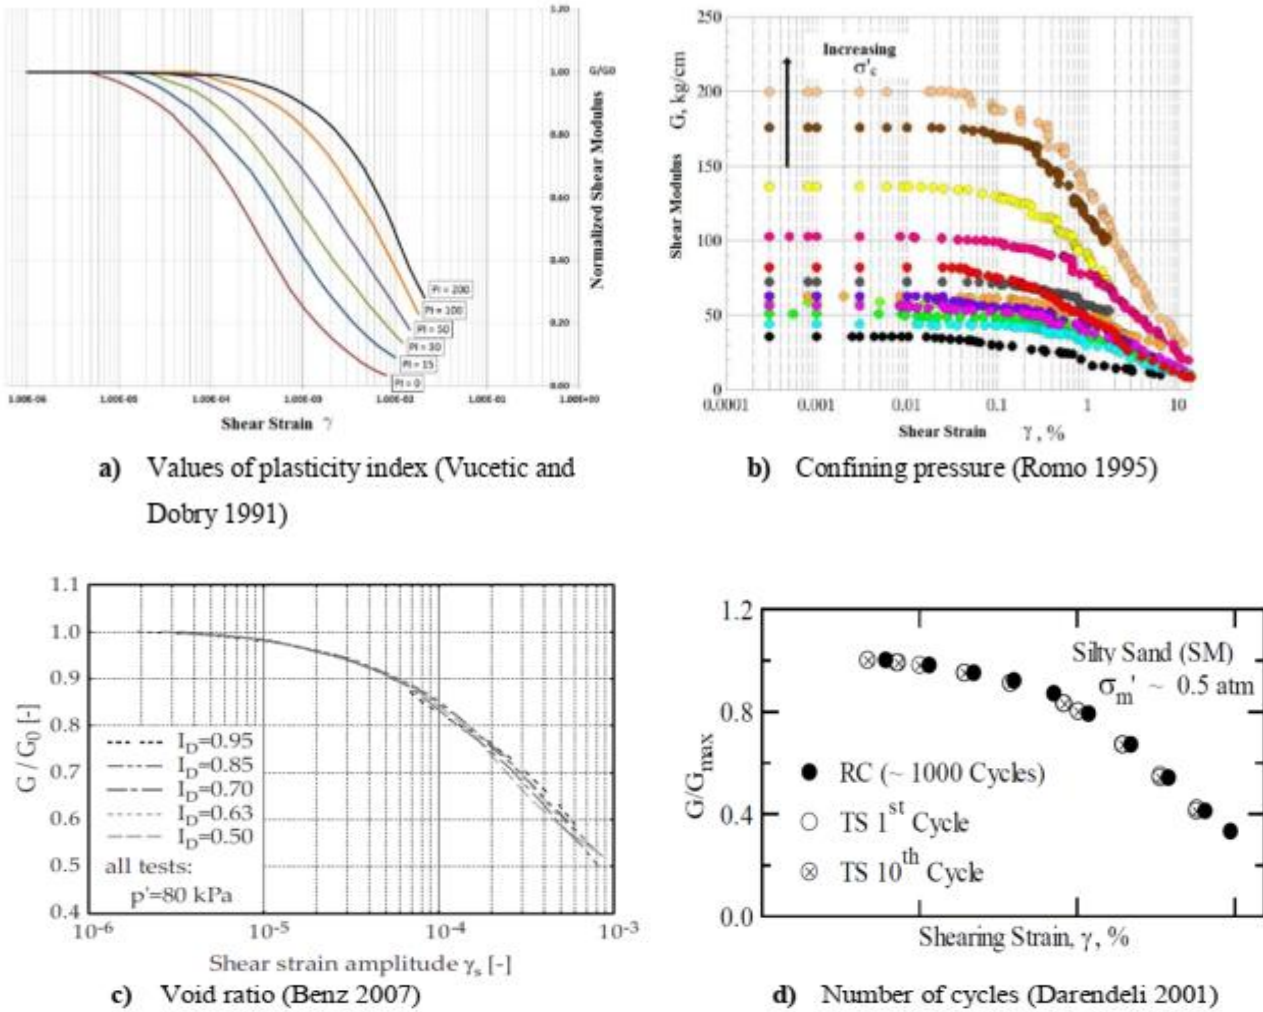 1.20
1.00
G/G0
0.60
0.40
0.20
0.00
Normalized Shear Modulus
PI = 200
PI = 100
PI = 50
PI = 30
PI = 15
PI = 0
1.00E-06 1.00E-05 1.00E-04 1.00E-03 1.00E-02 1.00E-01 1.00E+00
Shear Strain γ
a) Values of plasticity index (Vucetic and
Dobry 1991)
250
200
150
100
50
0
Shear Modulus G, kg/cm
Increasing
σ'c
0.0001 0.001 0.01 0.1 1 10
Shear Strain γ, %
b) Confining pressure (Romo 1995)
1.1
1.0
0.9
0.8
0.7
0.6
0.5
0.4
G / G0 [-]
ID=0.95
ID=0.85
ID=0.70
ID=0.63
ID=0.50
all tests:
p'=80 kPa
10-6 10-5 10-4 10-3
Shear strain amplitude γs [-]
c) Void ratio (Benz 2007)
1.2
0.8
0.4
0.0
G/Gmax
Silty Sand (SM)
σm' ~ 0.5 atm
RC (~ 1000 Cycles)
TS 1st Cycle
TS 10th Cycle
Shearing Strain, γ, %
d) Number of cycles (Darendeli 2001)